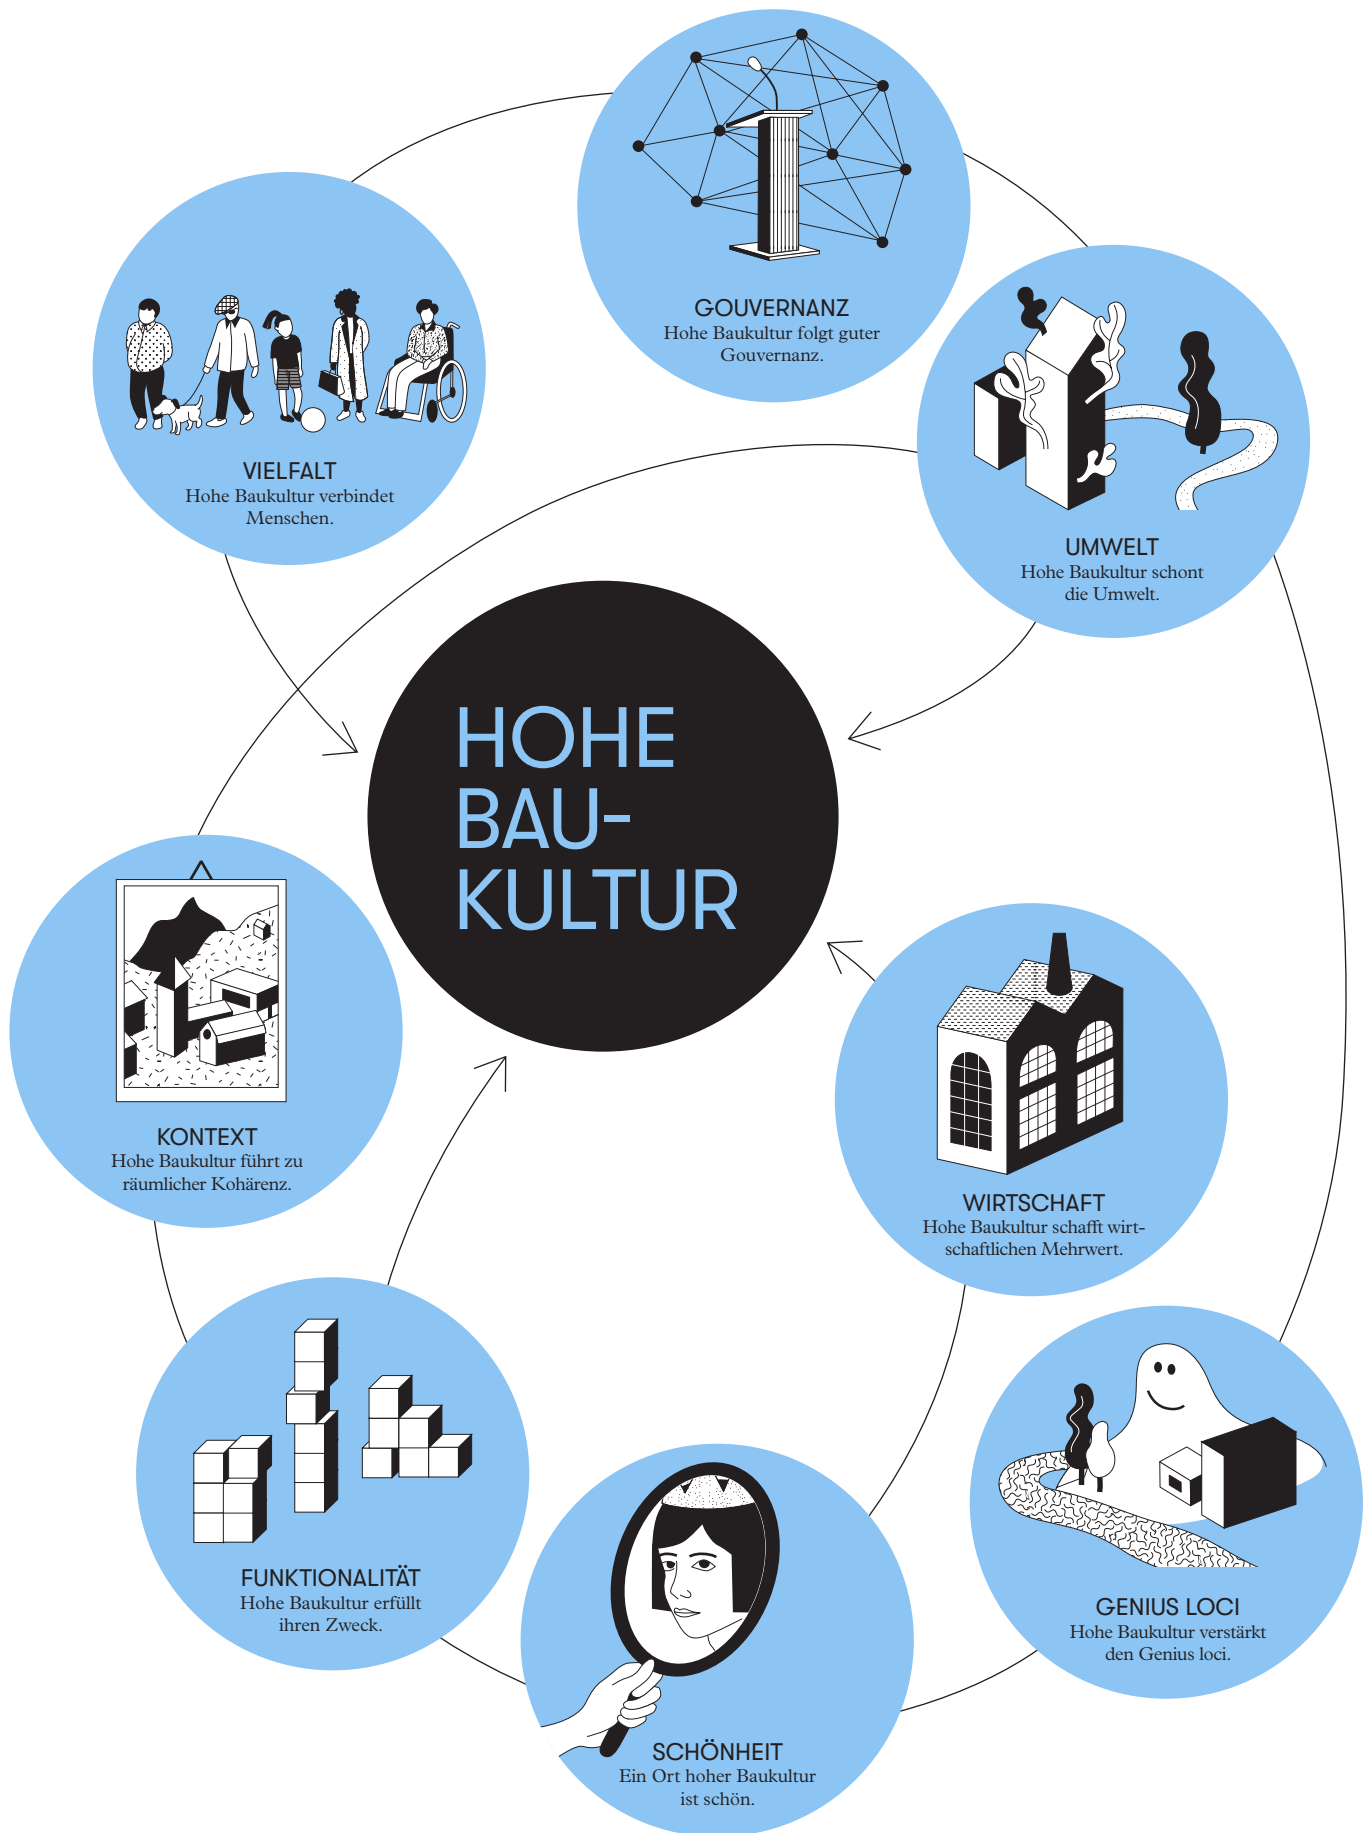 GOUVERNANZ
Hohe Baukultur folgt guter
Gouvernanz.
VIELFALT
Hohe Baukultur verbindet
Menschen.
UMWELT
Hohe Baukultur schont
die Umwelt.
HOHE
BAU-
KULTUR
KONTEXT
Hohe Baukultur führt zu
räumlicher Kohärenz.
WIRTSCHAFT
Hohe Baukultur schafft wirt-
schaftlichen Mehrwert.
FUNKTIONALITÄT
Hohe Baukultur erfüllt
ihren Zweck.
GENIUS LOCI
Hohe Baukultur verstärkt
den Genius loci.
SCHÖNHEIT
Ein Ort hoher Baukultur
ist schön.